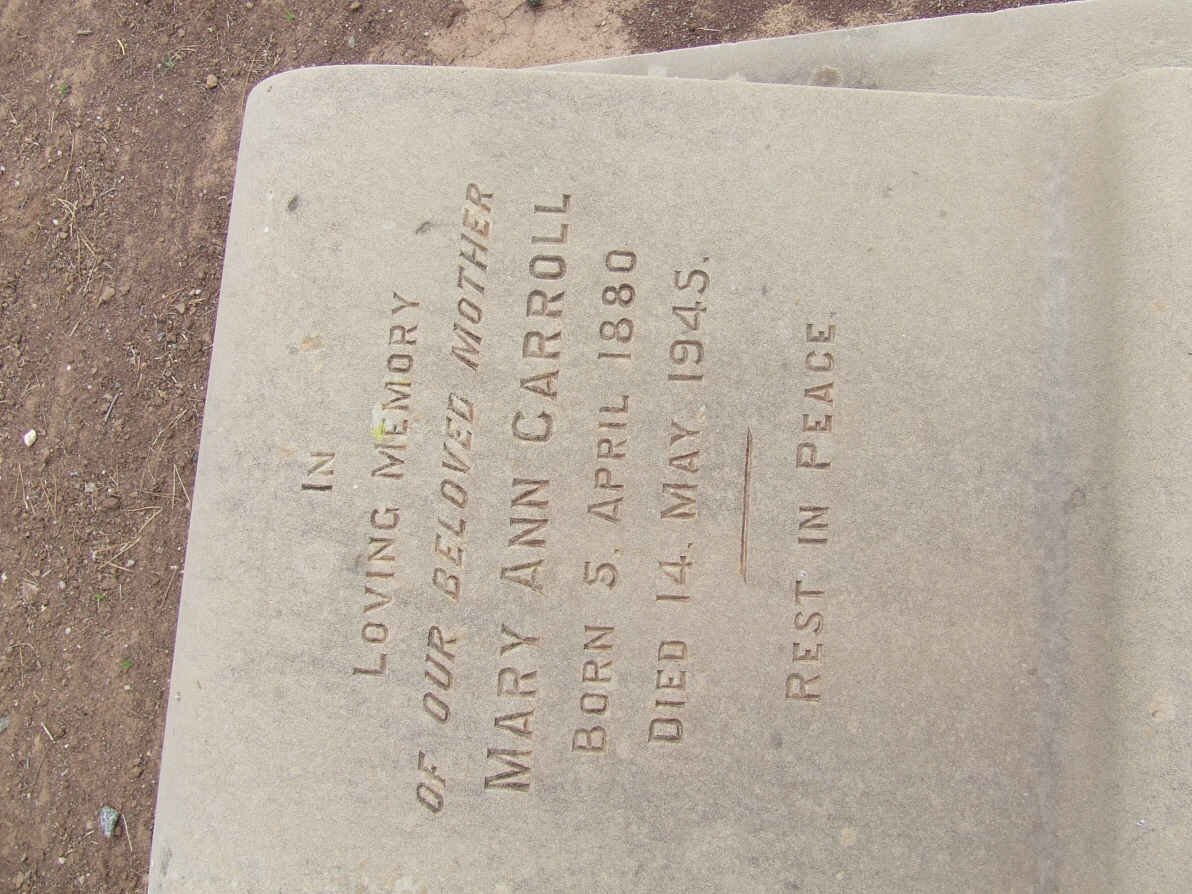 IN
LOVING MEMORY
OF OUR BELOVED MOTHER
MARY ANN CARROLL
BORN 5. APRIL 1880
DIED 14. MAY. 1945.
REST IN PEACE.